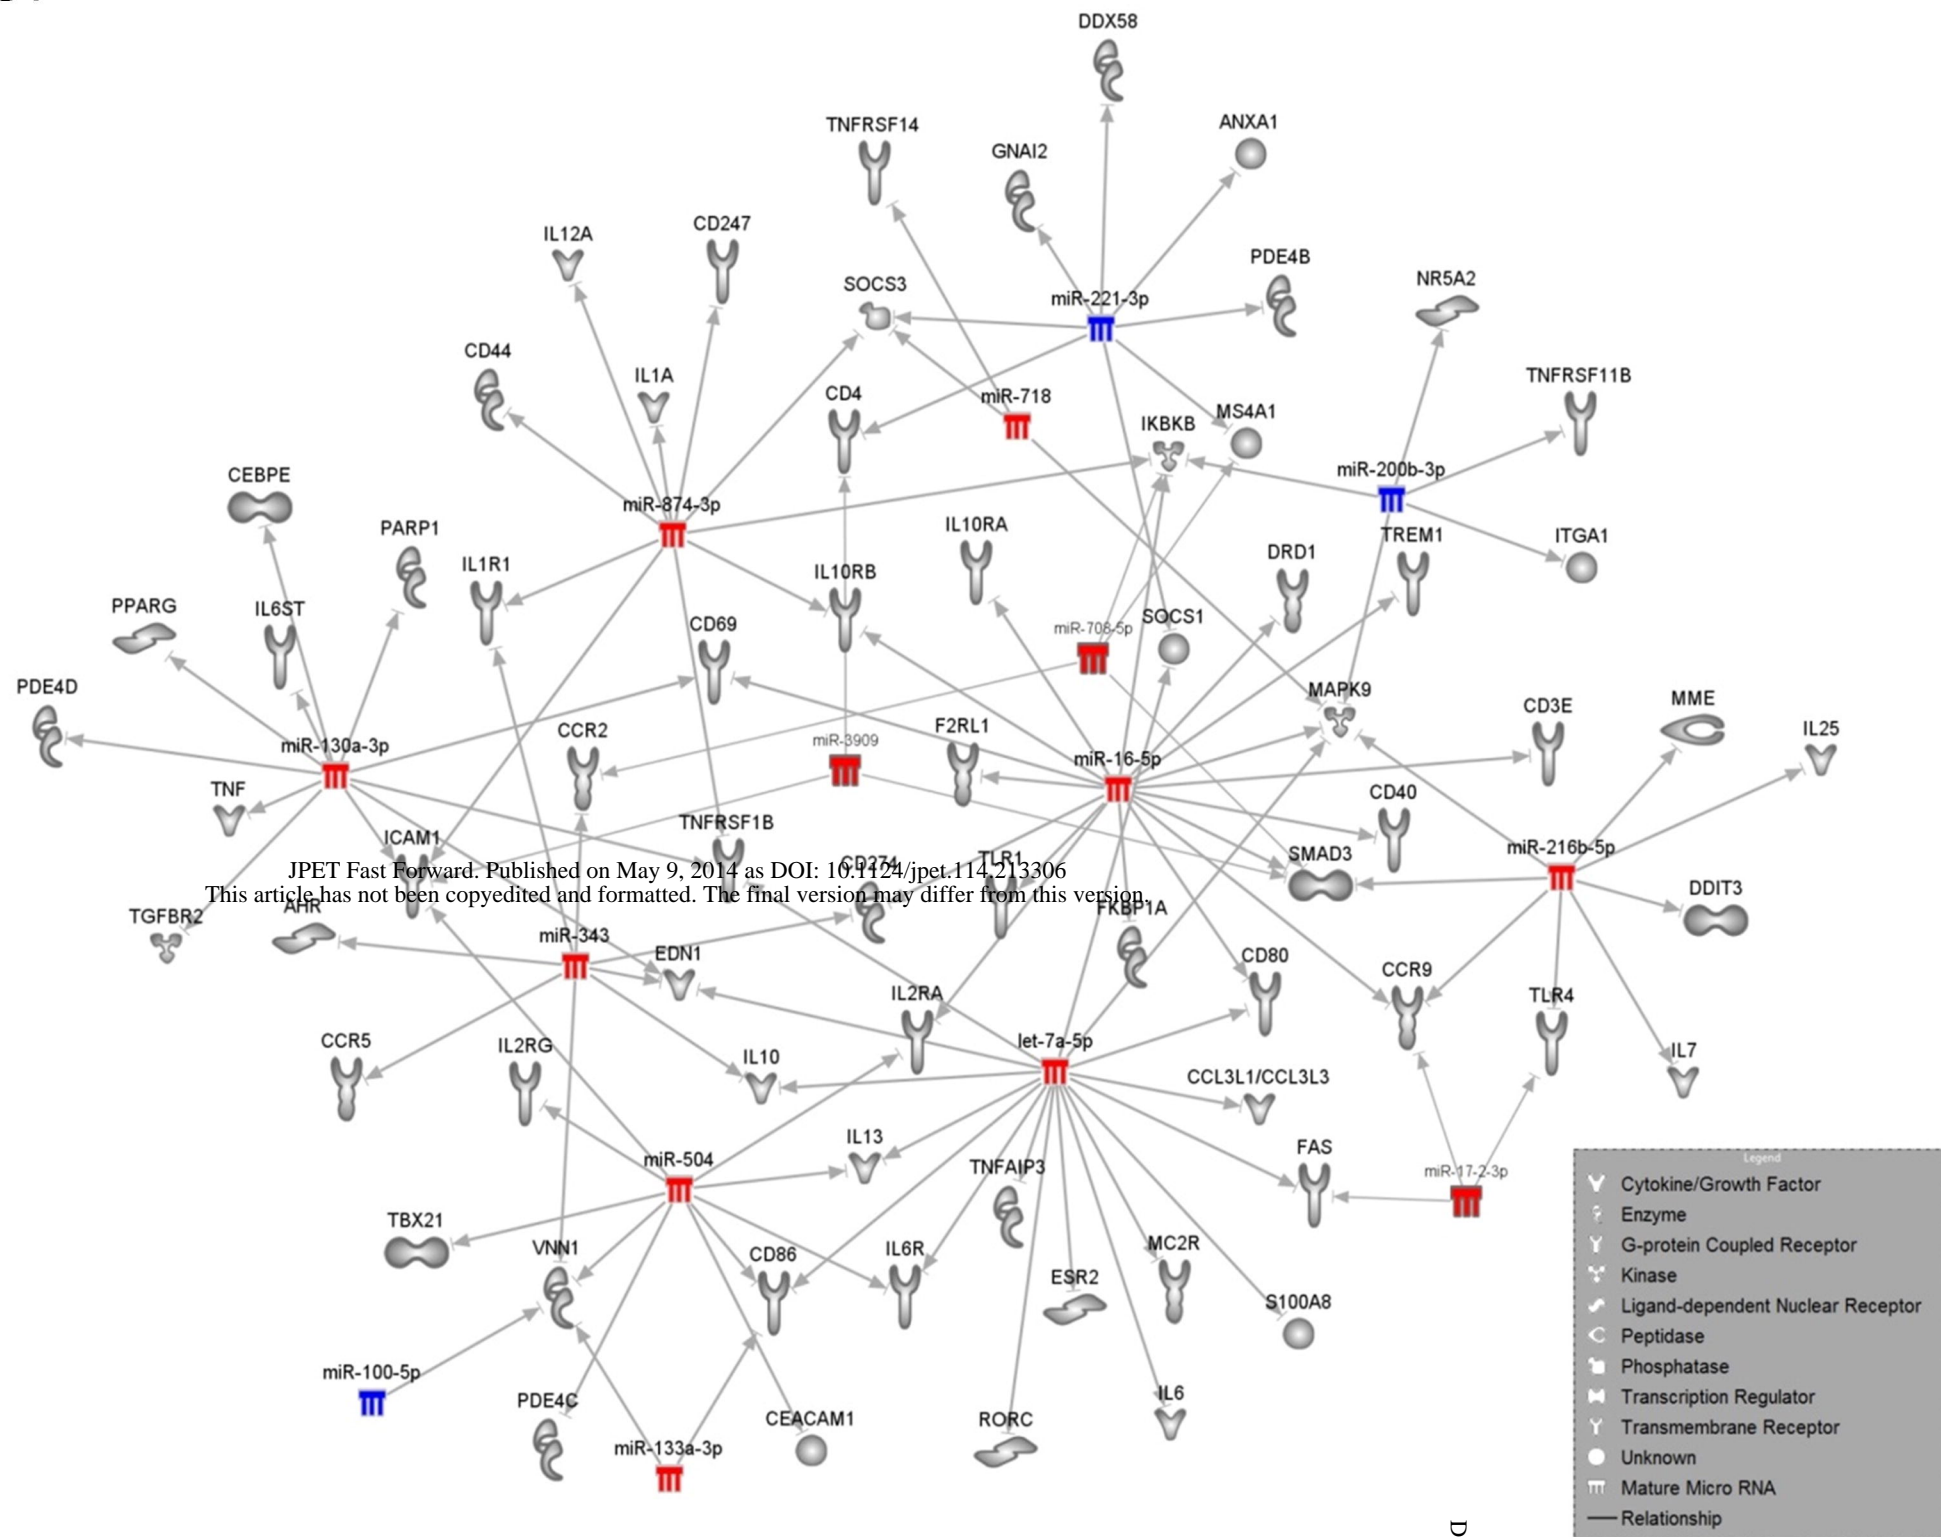 DDX58
TNFRSF14
ANXA1
GNAI2
CD247
IL12A
PDE4B
SOCS3
NR5A2
miR-221-3p
CD44
IL1A
TNFRSF11B
CD4
miR-718
MS4A1
IKBKB
CEBPE
miR-200b-3p
miR-874-3p
PARP1
IL10RA
TREM1
ITGA1
IL1R1
DRD1
IL10RB
PPARG
IL6ST
CD69
SOCS1
miR-708-5p
PDE4D
MAPK9
MME
CD3E
CCR2
F2RL1
IL25
miR-130a-3p
miR-3909
miR-16-5p
TNF
CD40
TNFRSF1B
ICAM1
miR-216b-5p
SMAD3
CD274
TLR1
JPET Fast Forward. Published on May 9, 2014 as DOI: 10.1124/jpet.114.213306
This article has not been copyedited and formatted. The final version may differ from this version.
DDIT3
TGFBR2
AHR
FKBP1A
miR-343
EDN1
CD80
CCR9
IL2RA
TLR4
CCR5
IL2RG
let-7a-5p
IL10
IL7
CCL3L1/CCL3L3
IL13
FAS
miR-504
TNFAIP3
miR-17-2-3p
TBX21
VNN1
CD86
IL6R
MC2R
ESR2
S100A8
miR-100-5p
PDE4C
CEACAM1
RORC
IL6
miR-133a-3p
Legend
Cytokine/Growth Factor
Enzyme
G-protein Coupled Receptor
Kinase
Ligand-dependent Nuclear Receptor
Peptidase
Phosphatase
Transcription Regulator
Transmembrane Receptor
Unknown
Mature Micro RNA
Relationship
D